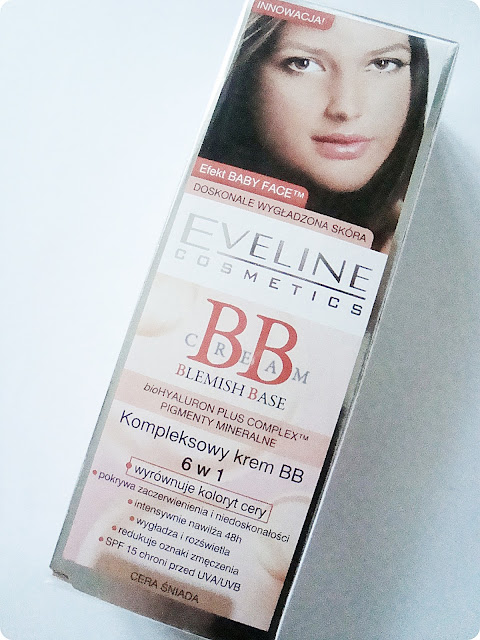 INNOWACJA!
Efekt BABY FACE™
DOSKONALE WYGŁADZONA SKÓRA
EVELINE
COSMETICS
BB
CREAM
BLEMISH BASE
bioHYALURON PLUS COMPLEX™
PIGMENTY MINERALNE
Kompleksowy krem BB
6 w 1
• wyrównuje koloryt cery
• pokrywa zaczerwienienia i niedoskonałości
• intensywnie nawilża 48h
• wygładza i rozświetla
• redukuje oznaki zmęczenia
• SPF 15 chroni przed UVA/UVB
CERA ŚNIADA